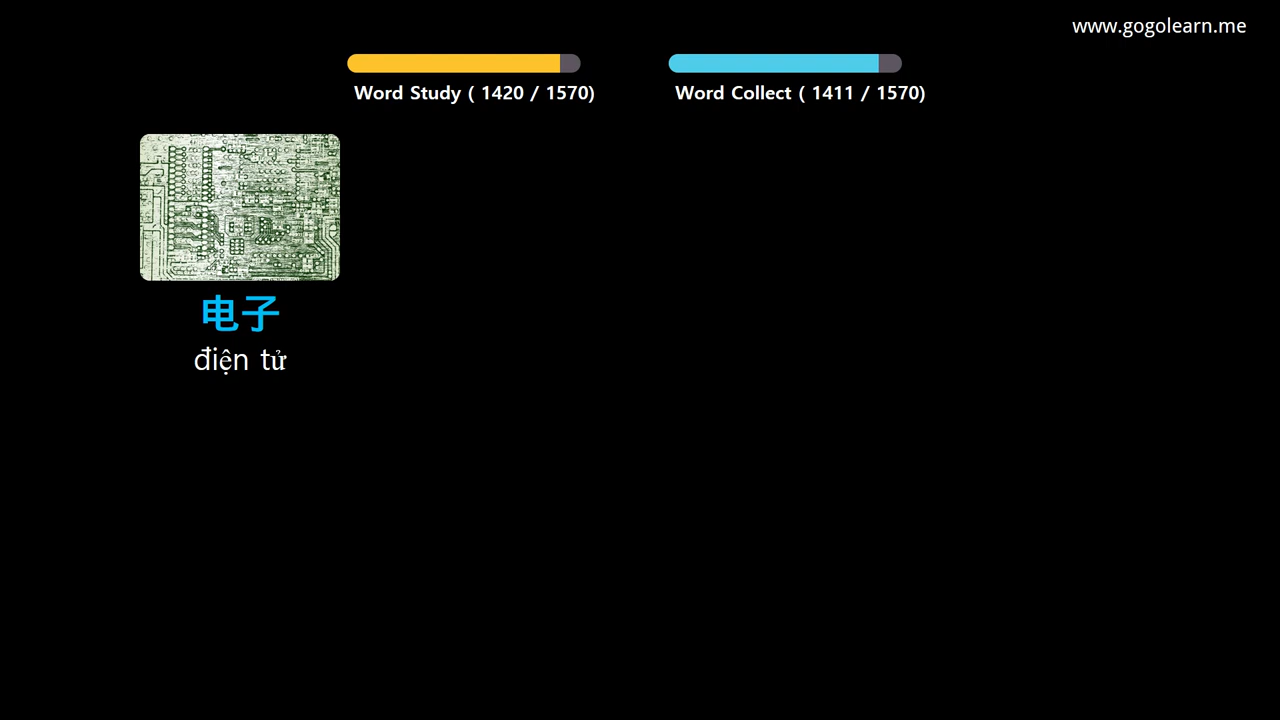 www.gogolearn.me
Word Study ( 1420 / 1570)
Word Collect ( 1411 / 1570)
电子
điện tử